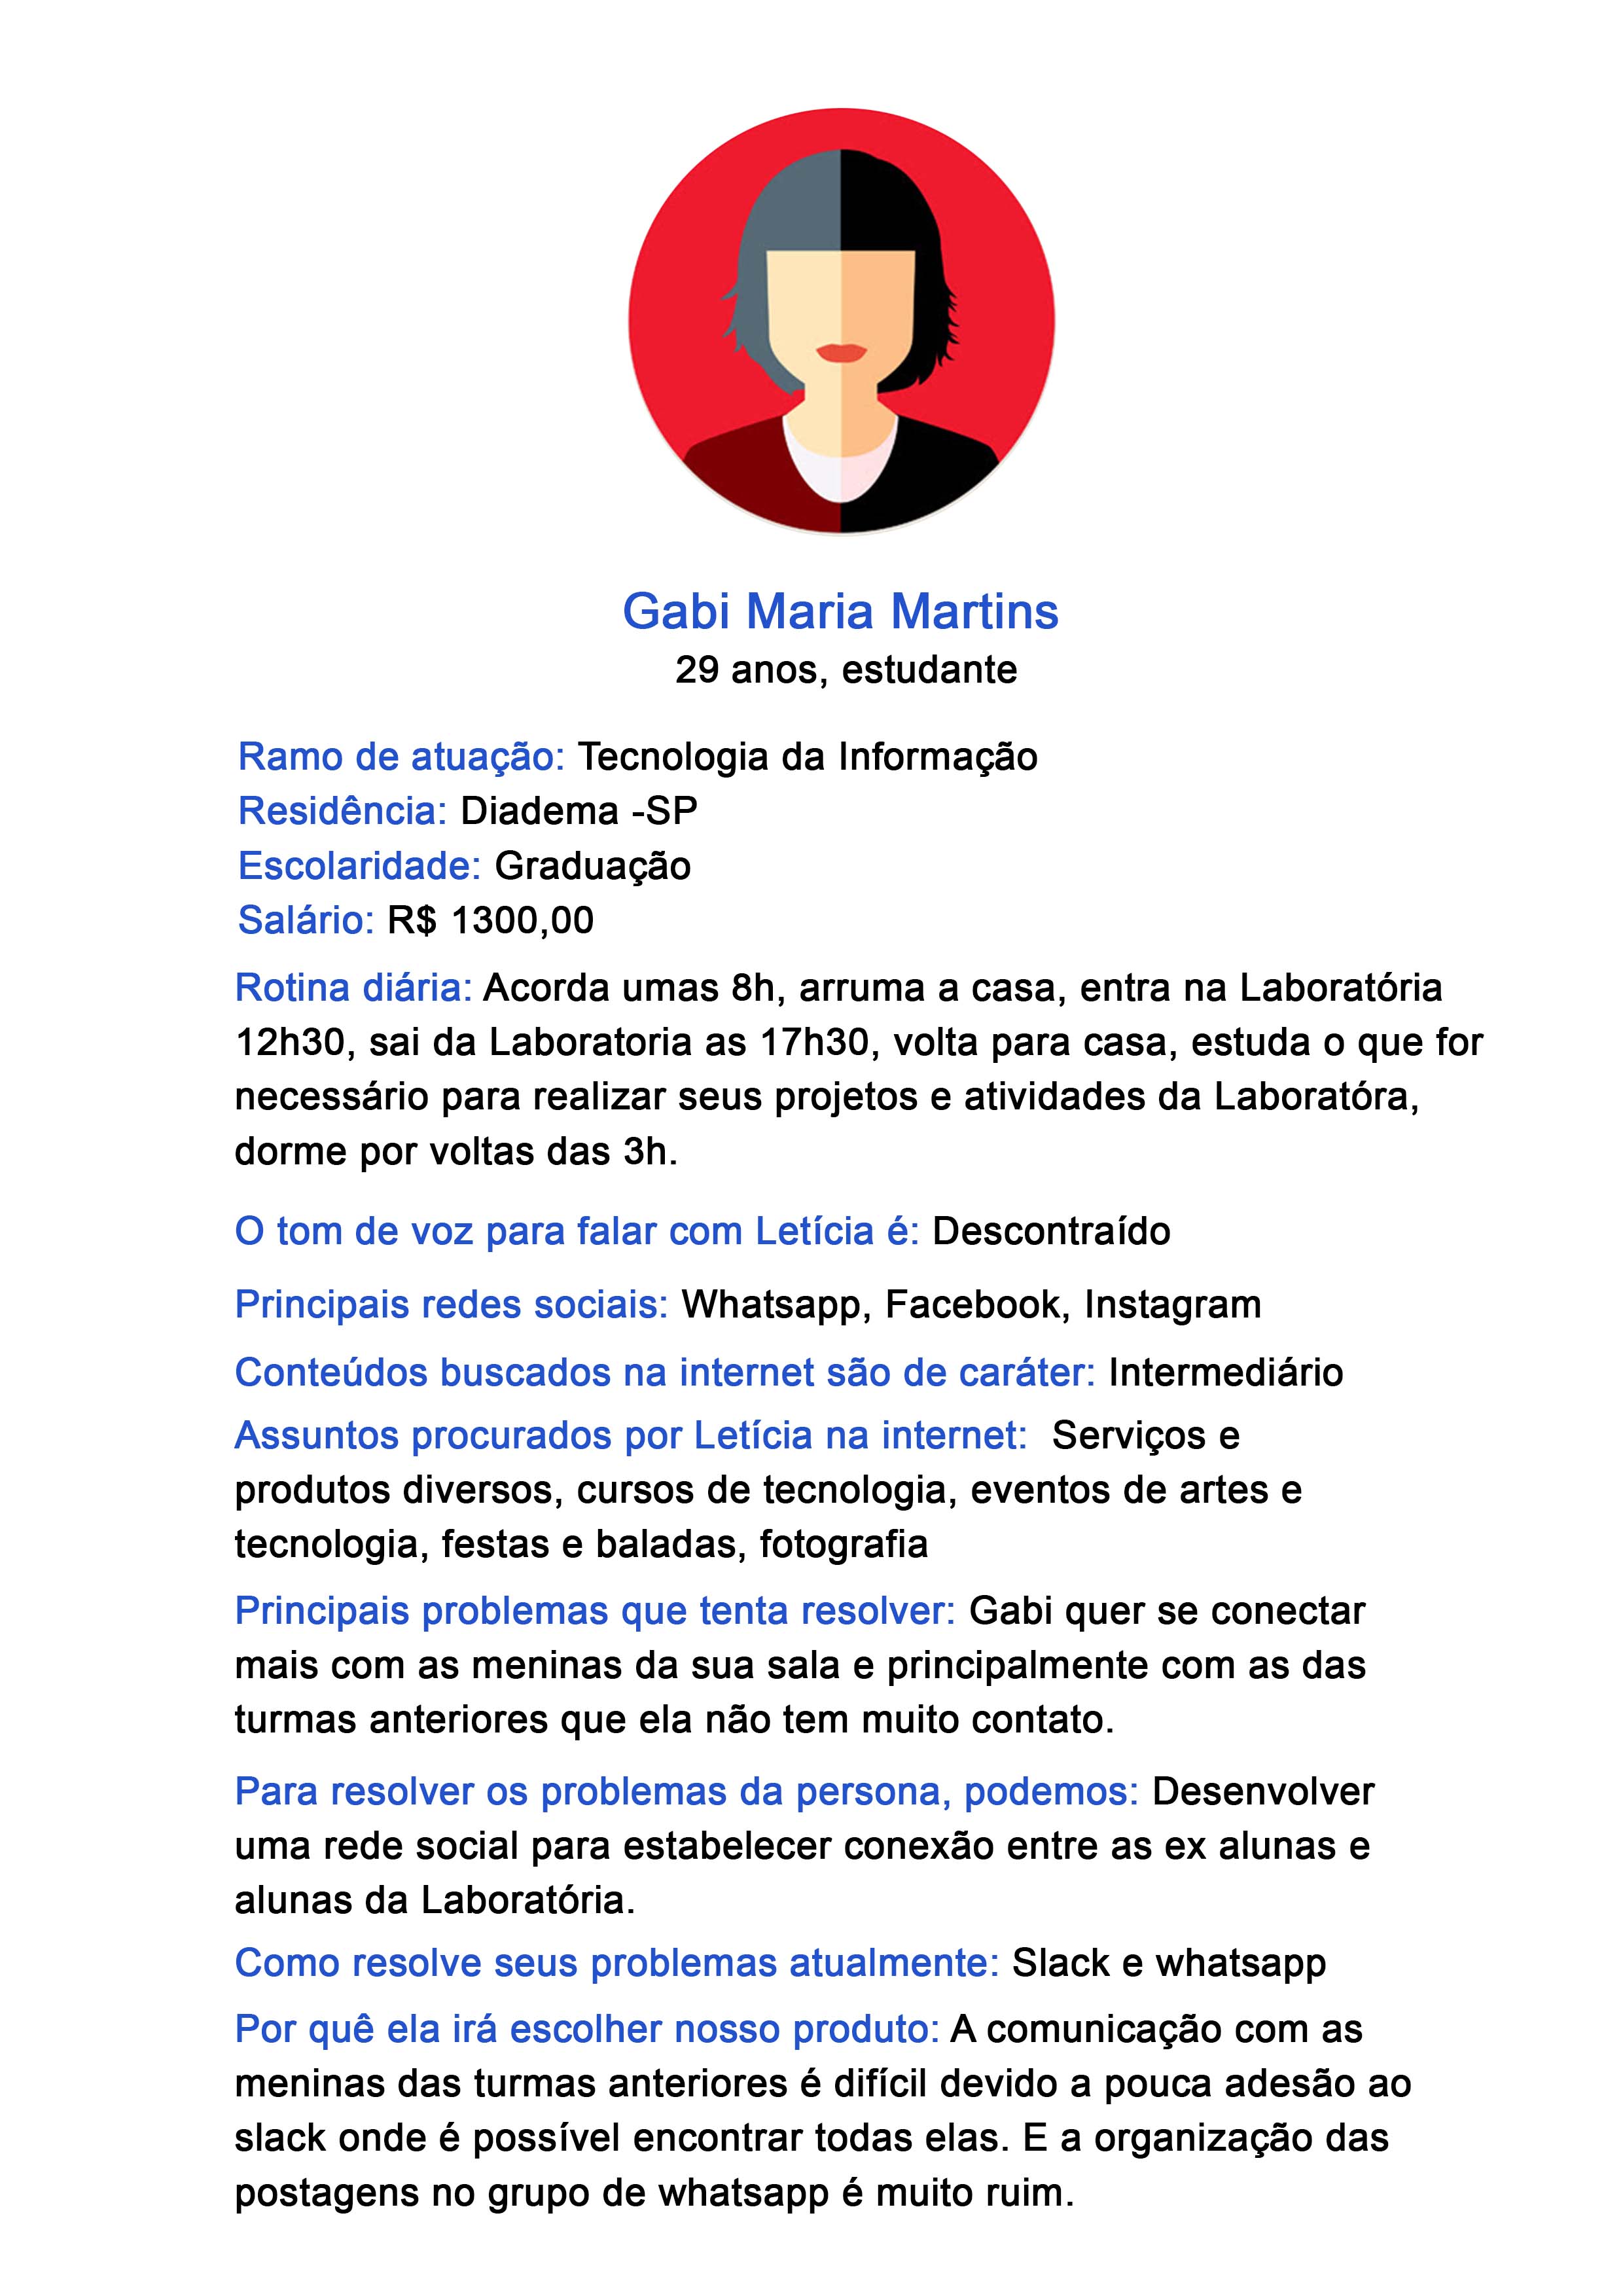 Gabi Maria Martins
29 anos, estudante
Ramo de atuação: Tecnologia da Informação
Residência: Diadema -SP
Escolaridade: Graduação
Salário: R$ 1300,00
Rotina diária: Acorda umas 8h, arruma a casa, entra na Laboratória
12h30, sai da Laboratoria as 17h30, volta para casa, estuda o que for
necessário para realizar seus projetos e atividades da Laboratóra,
dorme por voltas das 3h.
O tom de voz para falar com Letícia é: Descontraído
Principais redes sociais: Whatsapp, Facebook, Instagram
Conteúdos buscados na internet são de caráter: Intermediário
Assuntos procurados por Letícia na internet: Serviços e
produtos diversos, cursos de tecnologia, eventos de artes e
tecnologia, festas e baladas, fotografia
Principais problemas que tenta resolver: Gabi quer se conectar
mais com as meninas da sua sala e principalmente com as das
turmas anteriores que ela não tem muito contato.
Para resolver os problemas da persona, podemos: Desenvolver
uma rede social para estabelecer conexão entre as ex alunas e
alunas da Laboratória.
Como resolve seus problemas atualmente: Slack e whatsapp
Por quê ela irá escolher nosso produto: A comunicação com as
meninas das turmas anteriores é difícil devido a pouca adesão ao
slack onde é possível encontrar todas elas. E a organização das
postagens no grupo de whatsapp é muito ruim.